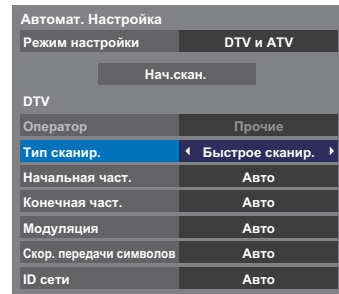 Автомат. Настройка
Режим настройки DTV и ATV
Нач.скан.
DTV
Оператор Прочие
Тип сканир. Быстрое сканир.
Начальная част. Авто
Конечная част. Авто
Модуляция Авто
Скор. передачи символов Авто
ID сети Авто